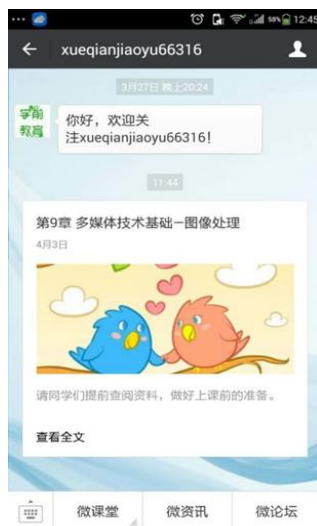 ... 58% 12:45
xueqianjiaoyu66316
3月27日 晚上20:24
学前
教育
你好，欢迎关
注xueqianjiaoyu66316!
11:44
第9章 多媒体技术基础—图像处理
4月3日
请同学们提前查阅资料，做好上课前的准备。
查看全文
微课堂
微资讯
微论坛